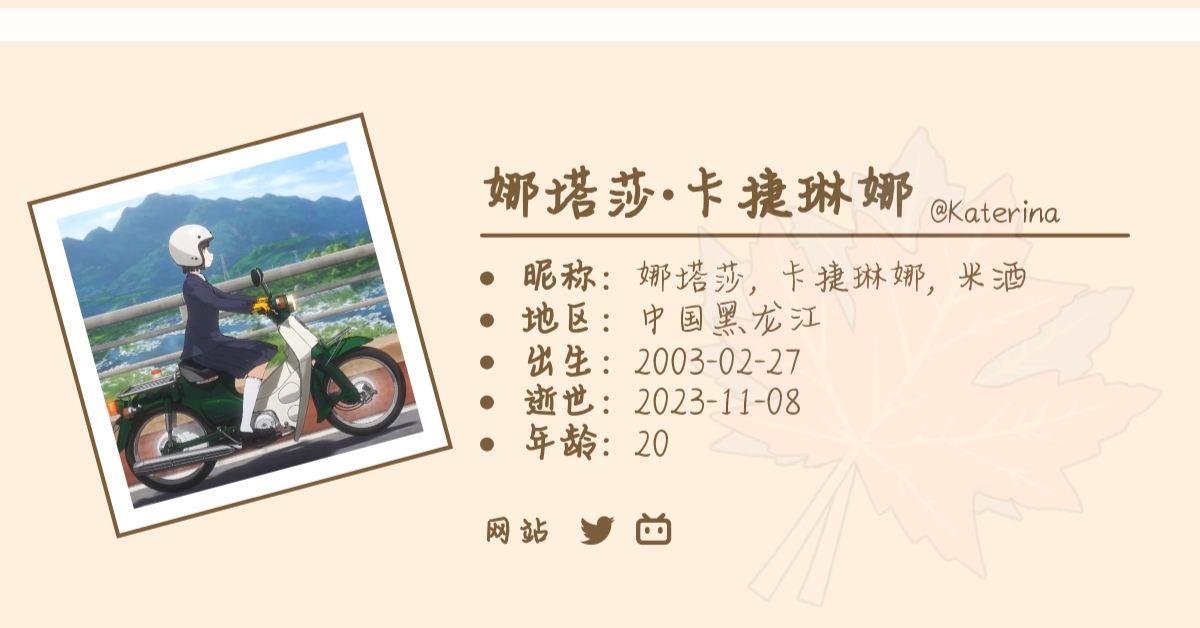 娜塔莎·卡捷琳娜 @Katerina
昵称： 娜塔莎, 卡捷琳娜, 米酒
地区： 中国黑龙江
出生： 2003-02-27
逝世： 2023-11-08
年龄： 20
网站